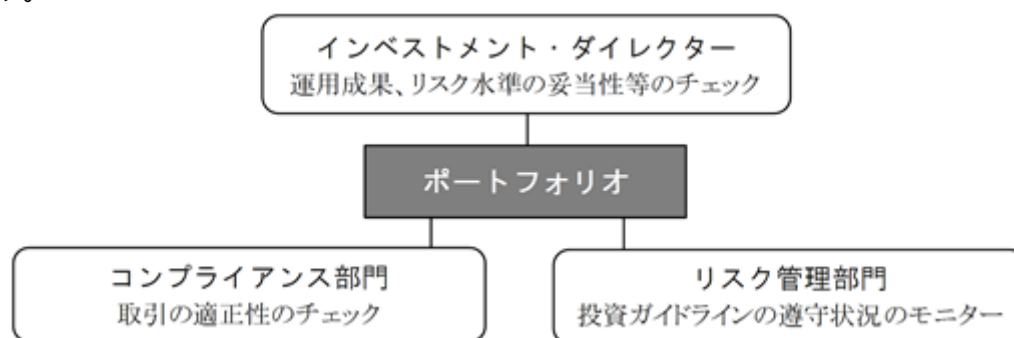 。
インベストメント・ダイレクター
運用成果、リスク水準の妥当性等のチェック
ポートフォリオ
コンプライアンス部門
取引の適正性のチェック
リスク管理部門
投資ガイドラインの遵守状況のモニター